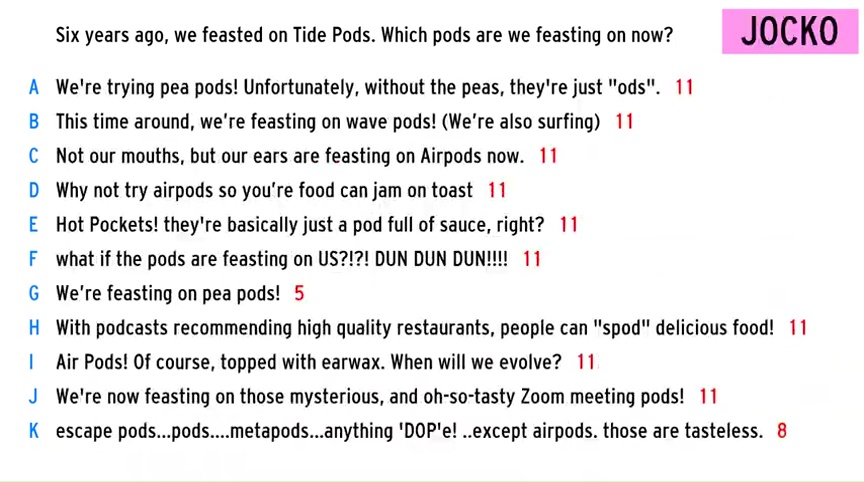 Six years ago, we feasted on Tide Pods. Which pods are we feasting on now?
JOCKO
A We're trying pea pods! Unfortunately, without the peas, they're just "ods". 11
B This time around, we're feasting on wave pods! (We're also surfing) 11
C Not our mouths, but our ears are feasting on Airpods now. 11
D Why not try airpods so you're food can jam on toast 11
E Hot Pockets! they're basically just a pod full of sauce, right? 11
F what if the pods are feasting on US?!?! DUN DUN DUN!!!! 11
G We're feasting on pea pods! 5
H With podcasts recommending high quality restaurants, people can "spod" delicious food! 11
I Air Pods! Of course, topped with earwax. When will we evolve? 11
J We're now feasting on those mysterious, and oh-so-tasty Zoom meeting pods! 11
K escape pods...pods....metapods...anything 'DOP'e! ..except airpods. those are tasteless. 8